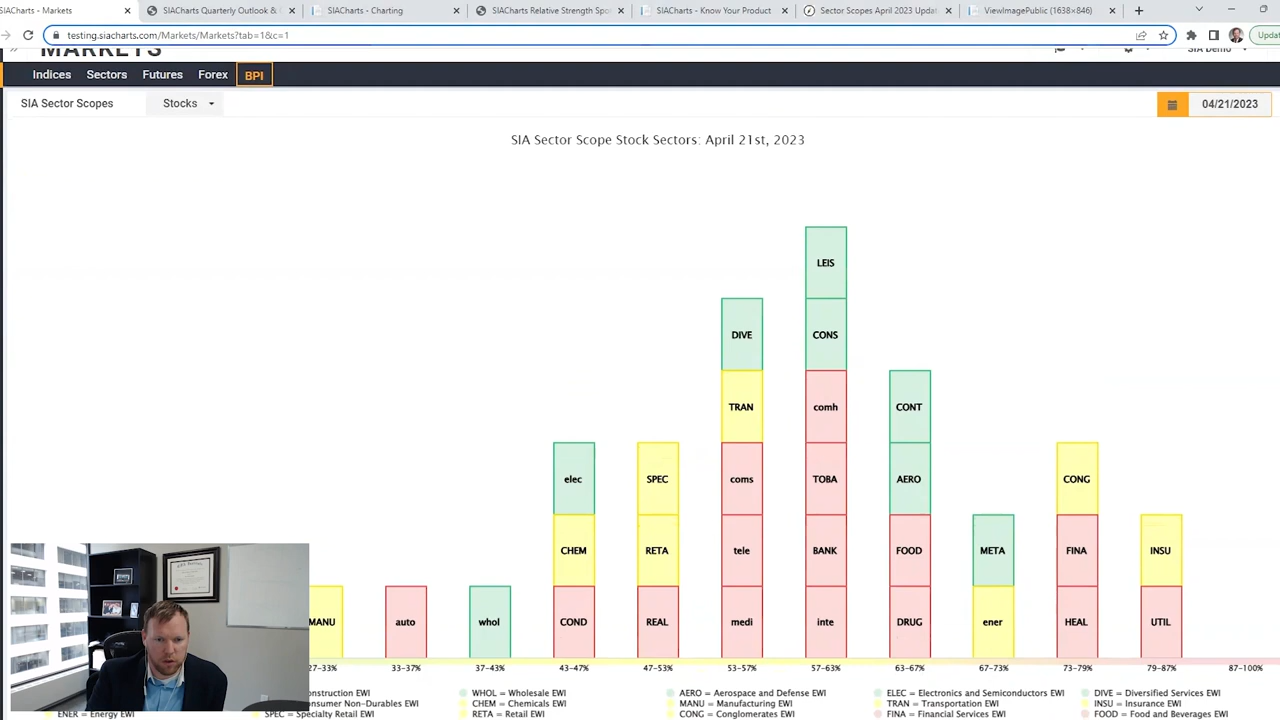 SIACharts - Markets
SIACharts Quarterly Outlook &
SIACharts - Charting
SIACharts Relative Strength Spo
SIACharts - Know Your Product
Sector Scopes April 2023 Updat
ViewImagePublic (1638×846)
testing.siacharts.com/Markets/Markets?tab=1&c=1
Updat
MARKETS
SIA Demo
Indices Sectors Futures Forex BPI
SIA Sector Scopes Stocks 04/21/2023
SIA Sector Scope Stock Sectors: April 21st, 2023
LEIS
DIVE CONS
TRAN comh CONT
elec SPEC coms TOBA AERO CONG
CHEM RETA tele BANK FOOD META FINA INSU
MANU auto whol COND REAL medi inte DRUG ener HEAL UTIL
27-33% 33-37% 37-43% 43-47% 47-53% 53-57% 57-63% 63-67% 67-73% 73-79% 79-87% 87-100%
onstruction EWI WHOL = Wholesale EWI AERO = Aerospace and Defense EWI ELEC = Electronics and Semiconductors EWI DIVE = Diversified Services EWI
onsumer Non-Durables EWI CHEM = Chemicals EWI MANU = Manufacturing EWI TRAN = Transportation EWI INSU = Insurance EWI
ENER = Energy EWI SPEC = Specialty Retail EWI RETA = Retail EWI CONG = Conglomerates EWI FINA = Financial Services EWI FOOD = Food and Beverages EWI